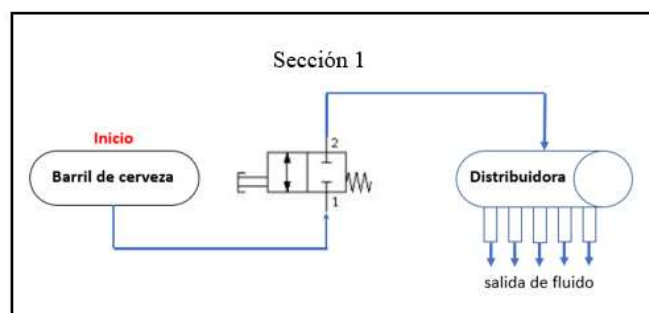 Sección 1
Inicio
Barril de cerveza
2
1
Distribuidora
salida de fluido